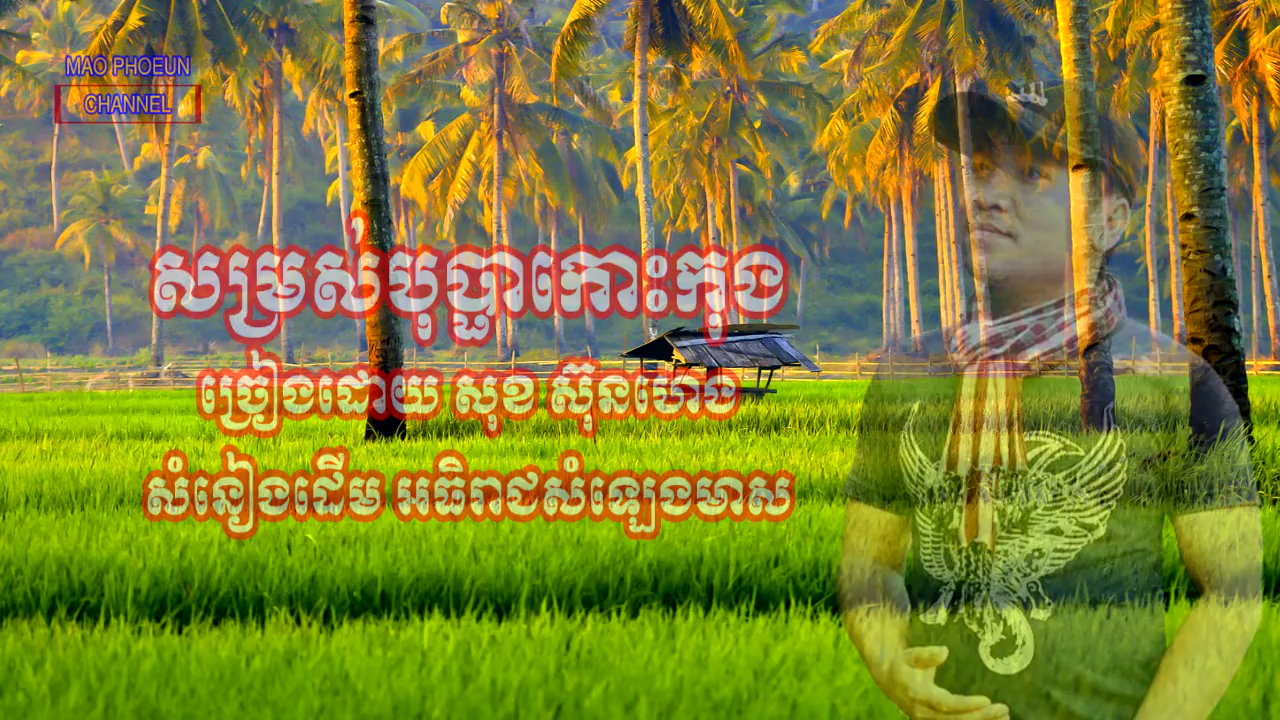 MAO PHOEUN
CHANNEL
សម្រស់បុប្ផាកោះកុង
ច្រៀងដោយ សុខ ស៊ុនហេង
សំនៀងដើម អធិរាជសំឡេងមាស